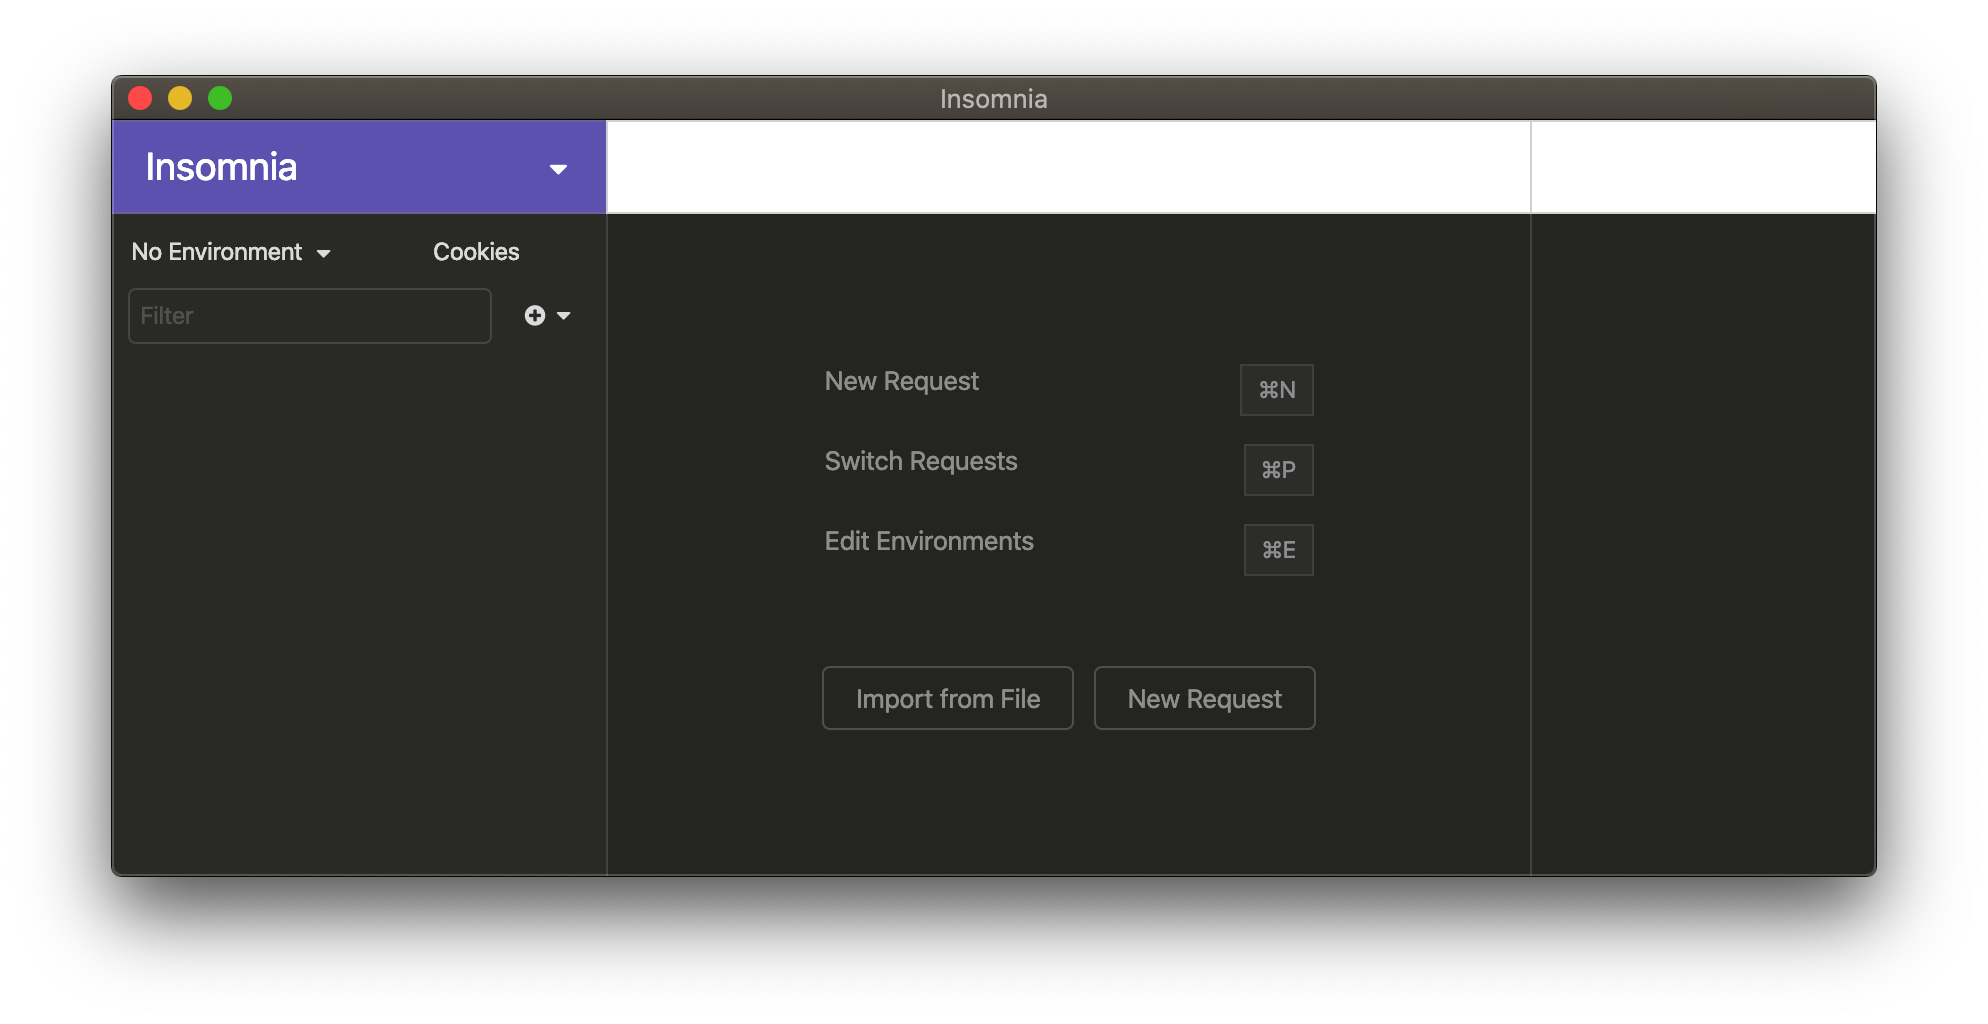 Insomnia
Insomnia
No Environment
Cookies
Filter
New Request
⌘N
Switch Requests
⌘P
Edit Environments
⌘E
Import from File
New Request